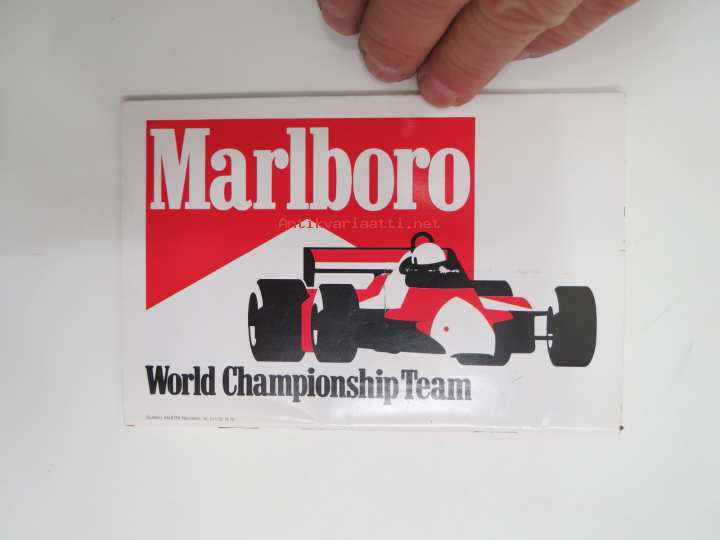 Marlboro
Antikvariaatti.net
World Championship Team